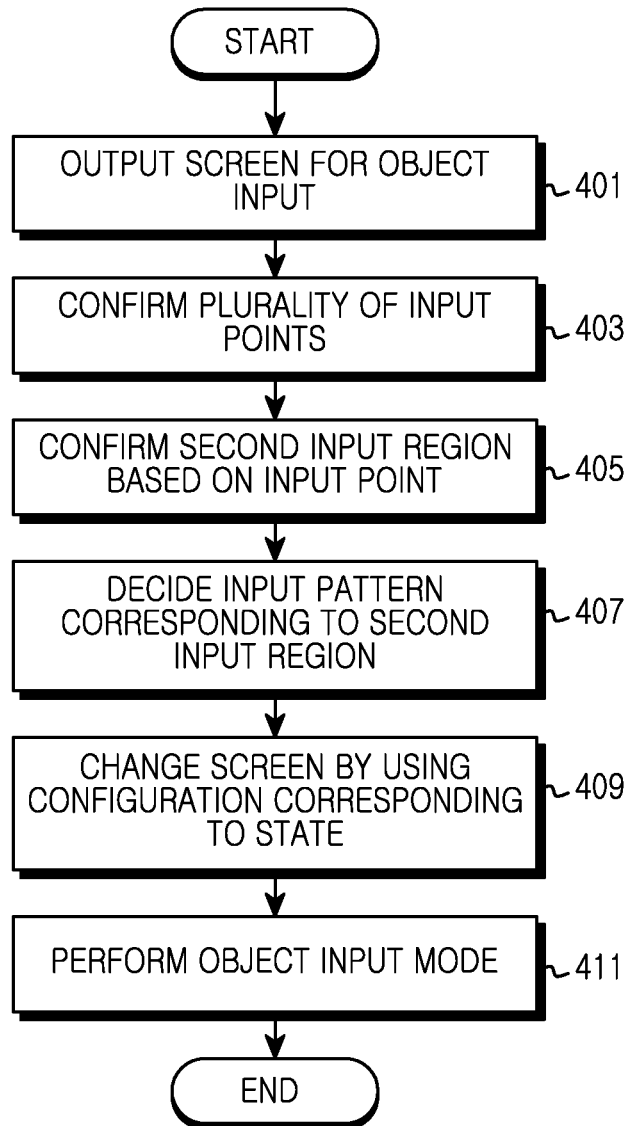 START
OUTPUT SCREEN FOR OBJECT
INPUT
401
CONFIRM PLURALITY OF INPUT
POINTS
403
CONFIRM SECOND INPUT REGION
BASED ON INPUT POINT
405
DECIDE INPUT PATTERN
CORRESPONDING TO SECOND
INPUT REGION
407
CHANGE SCREEN BY USING
CONFIGURATION CORRESPONDING
TO STATE
409
PERFORM OBJECT INPUT MODE
411
END